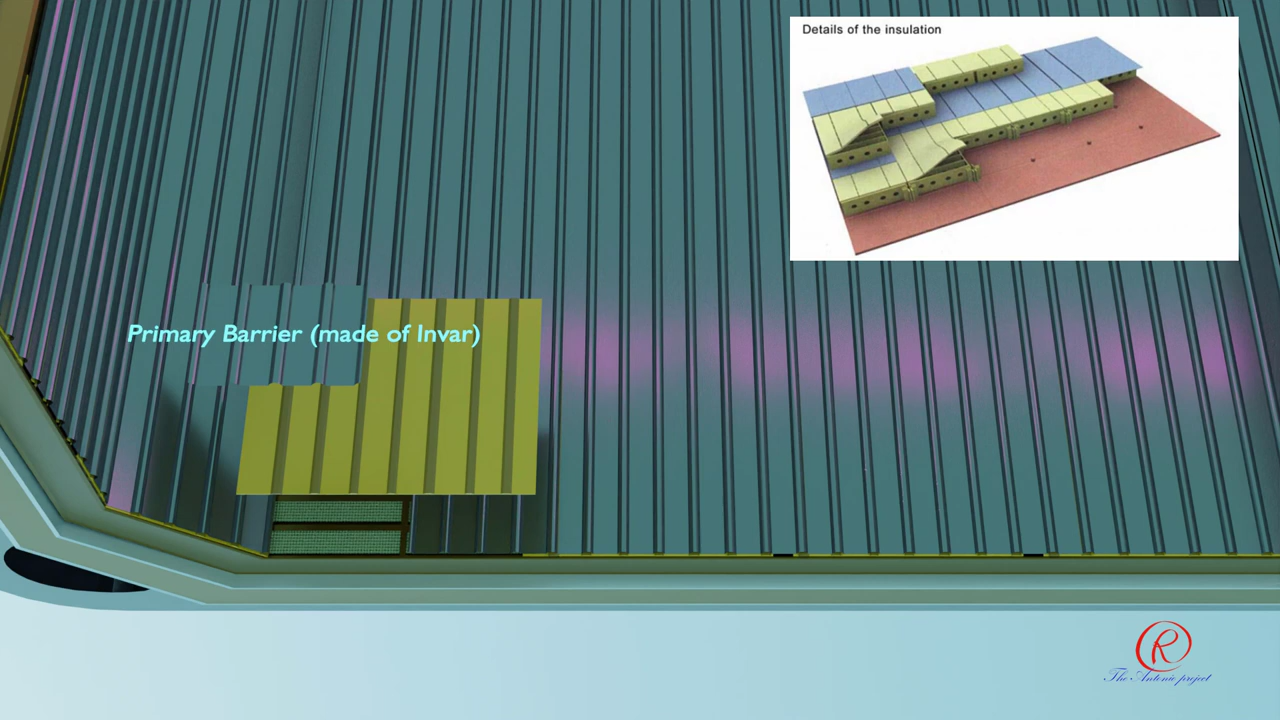 Details of the insulation
Primary Barrier (made of Invar)
R
The Antonio project